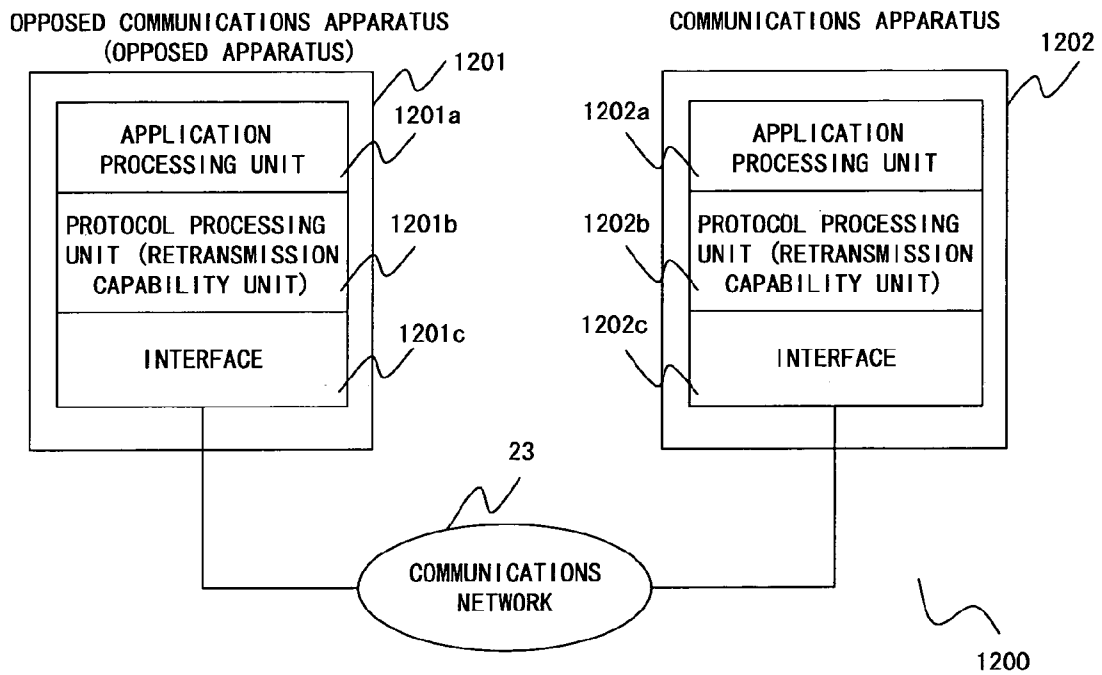 OPPOSED COMMUNICATIONS APPARATUS
(OPPOSED APPARATUS)
1201
APPLICATION
PROCESSING UNIT
1201a
PROTOCOL PROCESSING
UNIT (RETRANSMISSION
CAPABILITY UNIT)
1201b
INTERFACE
1201c
COMMUNICATIONS APPARATUS
1202
1202a
APPLICATION
PROCESSING UNIT
1202b
PROTOCOL PROCESSING
UNIT (RETRANSMISSION
CAPABILITY UNIT)
1202c
INTERFACE
23
COMMUNICATIONS
NETWORK
1200